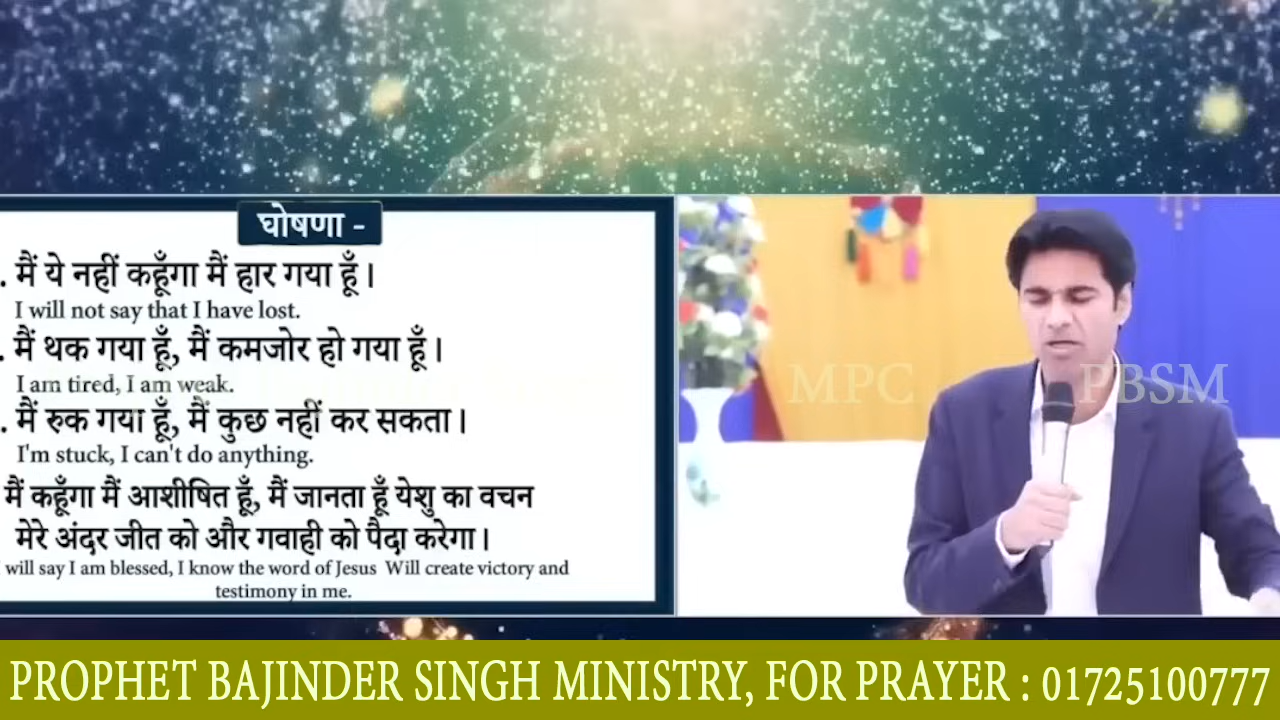 घोषणा -
. मैं ये नहीं कहूँगा मैं हार गया हूँ।
I will not say that I have lost.
. मैं थक गया हूँ, मैं कमजोर हो गया हूँ।
I am tired, I am weak.
. मैं रुक गया हूँ, मैं कुछ नहीं कर सकता।
I'm stuck, I can't do anything.
मैं कहूँगा मैं आशीषित हूँ, मैं जानता हूँ येशु का वचन
मेरे अंदर जीत को और गवाही को पैदा करेगा।
will say I am blessed, I know the word of Jesus Will create victory and
testimony in me.
MPC PBSM
PROPHET BAJINDER SINGH MINISTRY, FOR PRAYER : 01725100777